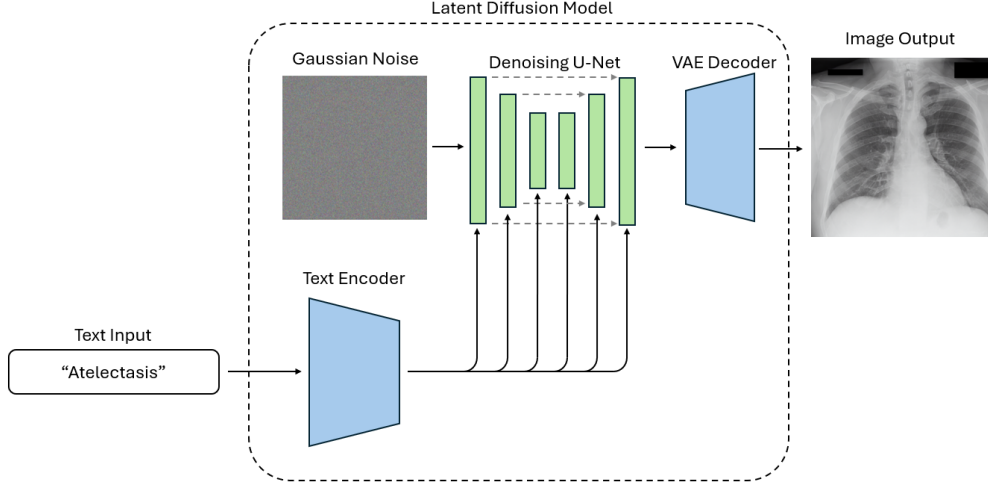 Latent Diffusion Model
Gaussian Noise
Denoising U-Net
VAE Decoder
Image Output
Text Encoder
Text Input
“Atelectasis”